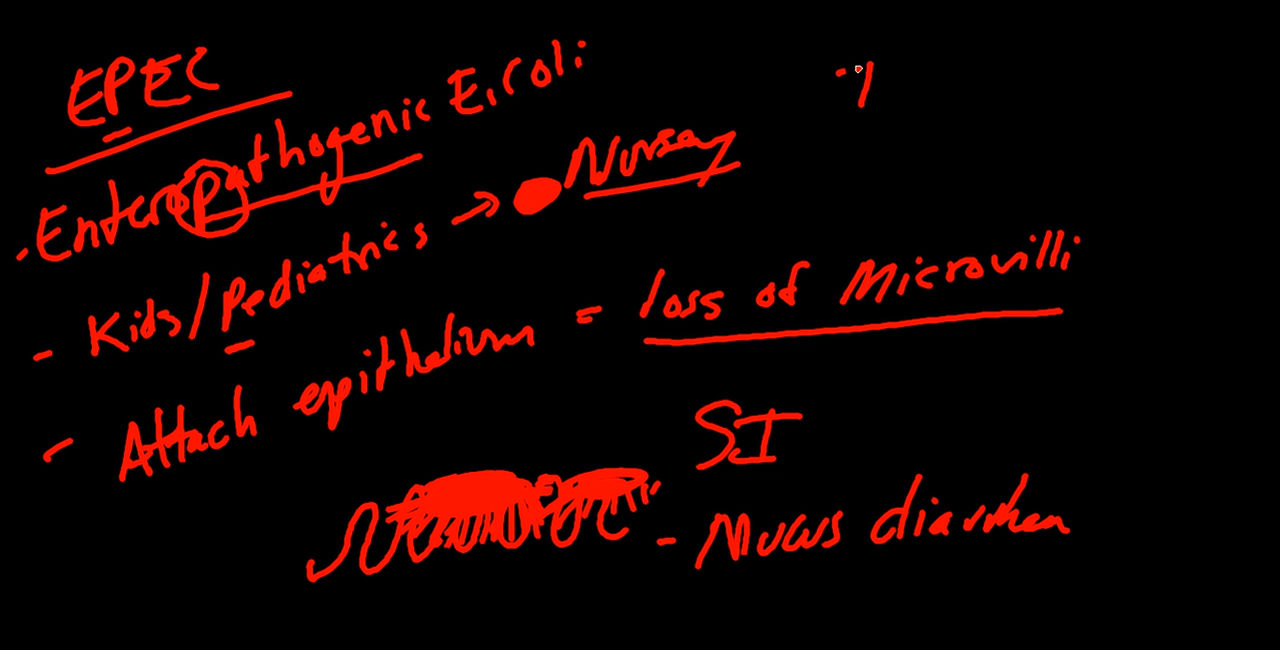 EPEC
- Enteropathogenic E. coli
- Kids/Pediatrics → Nursery
- Attach epithelium = loss of Microvilli
SI
- Mucus diarrhea